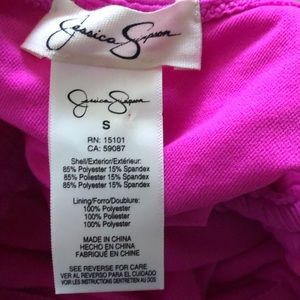 Jessica Simpson
Jessica Simpson
S
RN: 15101
CA: 59087
Shell/Exterior/Extérieur:
85% Polyester 15% Spandex
85% Poliester 15% Spandex
85% Polyester 15% Spandex
Lining/Forro/Doublure:
100% Polyester
100% Poliester
100% Polyester
MADE IN CHINA
HECHO EN CHINA
FABRIQUÉ EN CHINE
SEE REVERSE FOR CARE
VER AL REVERSO PARA EL CUIDADO
VOIR LES INSTRUCTIONS D'ENTRETIEN AU DOS